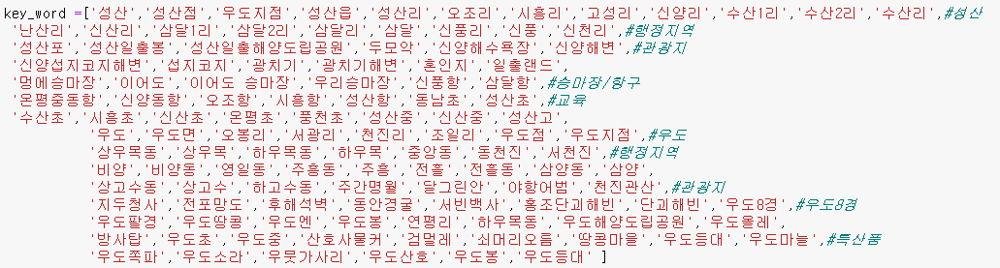 key_word =['성산','성산점','우도지점','성산읍','성산리','오조리','시흥리','고성리','신양리','수산1리','수산2리','수산리',#성산
'난산리','신산리','삼달1리','삼달2리','삼달리','삼달','신풍리','신풍','신천리',#행정지역
'성산포','성산일출봉','성산일출해양도립공원','두모악','신양해수욕장','신양해변',#관광지
'신양섭지코지해변','섭지코지','광치기','광치기해변','혼인지','일출랜드',
'멍에승마장','이어도','이어도 승마장','우리승마장','신풍항','삼달항',#승마장/항구
'온평중동항','신양동항','오조항','시흥항','성산항','동남초','성산초',#교육
'수산초','시흥초','신산초','온평초','풍천초','성산중','신산중','성산고',
'우도','우도면','오봉리','서광리','천진리','조일리','우도점','우도지점',#우도
'상우목동','상우목','하우목동','하우목','중앙동','동천진','서천진',#행정지역
'비양','비양동','영일동','주흥동','주흥','전흘','전흘동','삼양동','삼양',
'상고수동','상고수','하고수동','주간명월','달그린안','야항어범','천진관산',#관광지
'지두청사','전포망도','후해석벽','동안경굴','서빈백사','홍조단괴해빈','단괴해빈','우도8경',#우도8경
'우도팔경','우도땅콩','우도엔','우도봉','연평리','하우목동','우도해양도립공원','우도올레',
'방사탑','우도초','우도중','산호사물커','검멀레','쇠머리오름','땅콩마을','우도등대','우도마늘',#특산품
'우도쪽파','우도소라','우뭇가사리','우도산호','우도봉','우도등대' ]